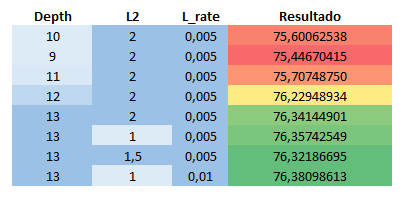 Depth L2 L_rate Resultado
10 2 0,005 75,60062538
9 2 0,005 75,44670415
11 2 0,005 75,70748750
12 2 0,005 76,22948934
13 2 0,005 76,34144901
13 1 0,005 76,35742549
13 1,5 0,005 76,32186695
13 1 0,01 76,38098613